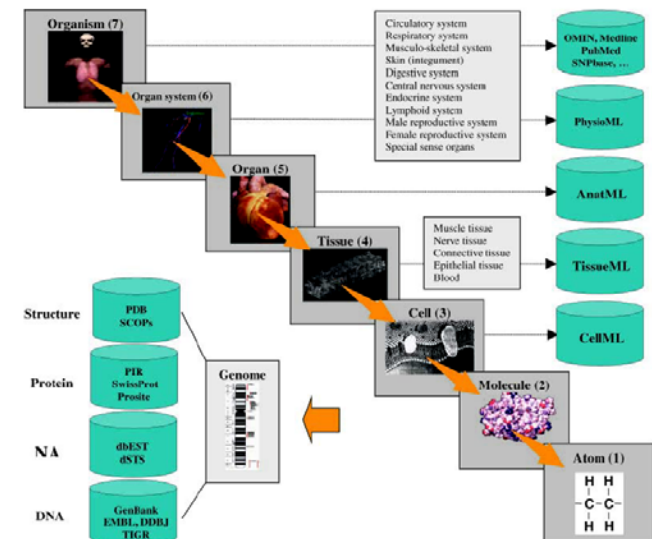 Organism (7)
Circulatory system
Respiratory system
Musculo-skeletal system
Skin (integument)
Digestive system
Central nervous system
Endocrine system
Lymphoid system
Male reproductive system
Female reproductive system
Special sense organs
OMIN, Medline
PubMed
SNPbase, ...
Organ system (6)
PhysioML
Organ (5)
AnatML
Tissue (4)
Muscle tissue
Nerve tissue
Connective tissue
Epithelial tissue
Blood
TissueML
Cell (3)
CellML
Structure
PDB
SCOPs
Protein
PIR
SwissProt
Prosite
Genome
Molecule (2)
NA
dbEST
dSTS
Atom (1)
H H
C C
H H
DNA
GenBank
EMBL, DDBJ
TIGR